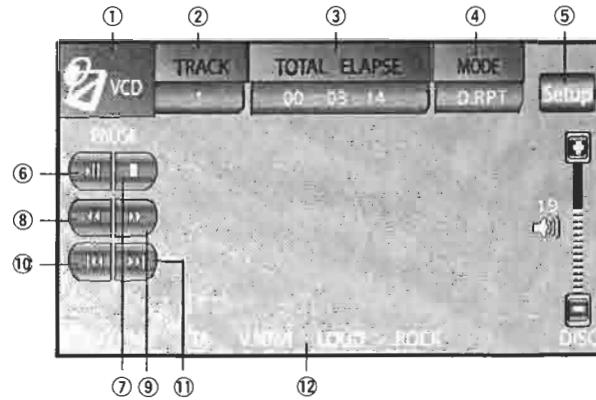 ① ② ③ ④ ⑤
TRACK TOTAL ELAPSE MODE
VCD 1 00 03 14 D.RPT Setup
PAUSE
⑥
⑧ 19
⑩
LOUD ROCK DISC
⑦ ⑨ ⑪ ⑫